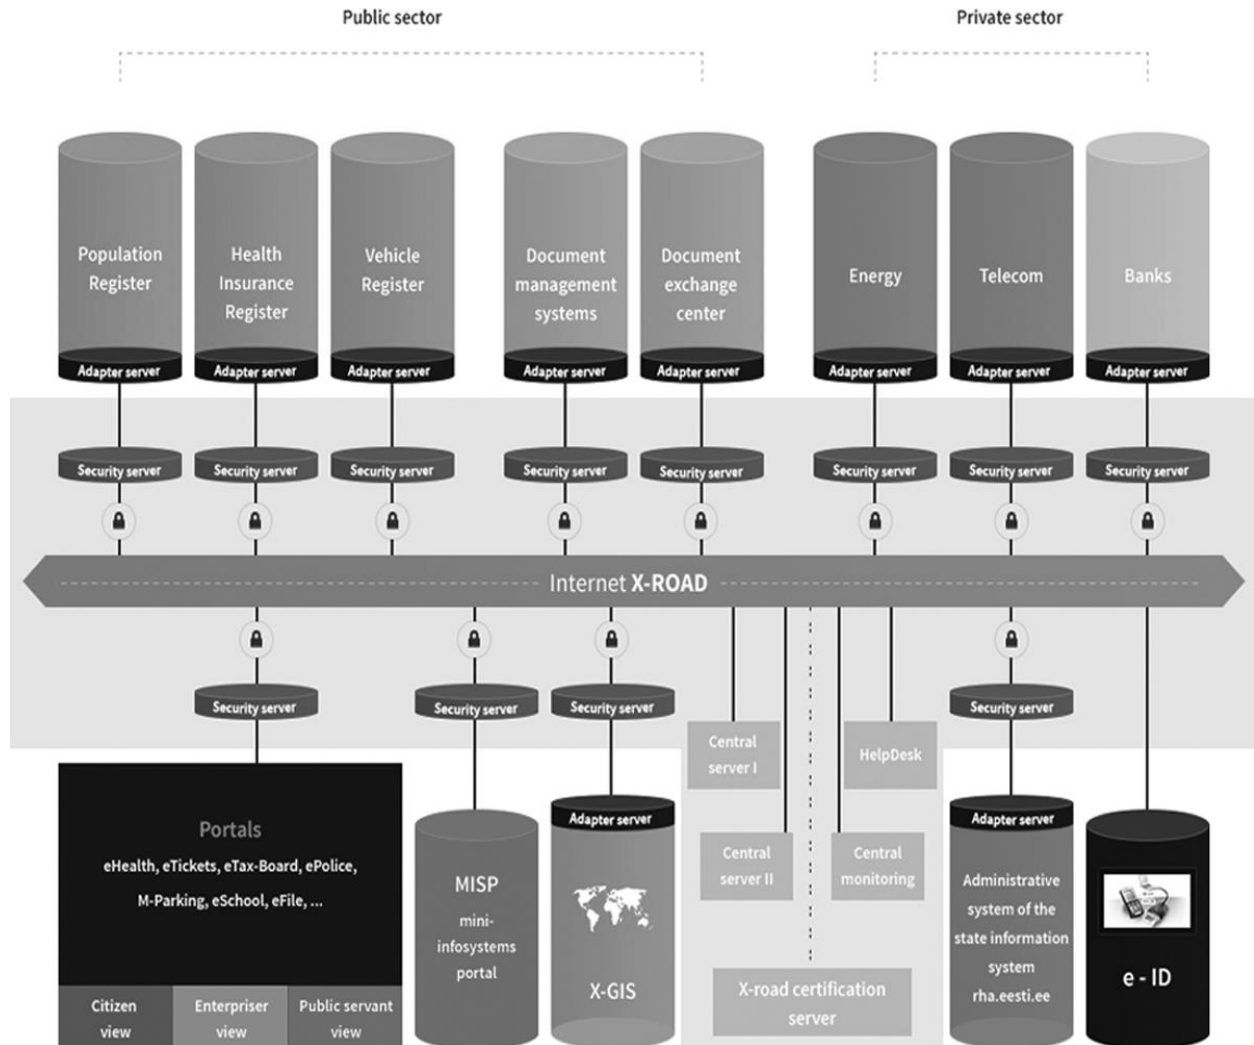 Public sector
Private sector
Population
Register
Health
Insurance
Register
Vehicle
Register
Document
management
systems
Document
exchange
center
Energy
Telecom
Banks
Adapter server
Adapter server
Adapter server
Adapter server
Adapter server
Adapter server
Adapter server
Adapter server
Security server
Security server
Security server
Security server
Security server
Security server
Security server
Security server
Internet X-ROAD
Security server
Security server
Security server
Security server
Central
server I
HelpDesk
Central
server II
Central
monitoring
X-road certification
server
Portals
eHealth, eTickets, eTax-Board, ePolice,
M-Parking, eSchool, eFile, ...
Citizen
view
Enterpriser
view
Public servant
view
MISP
mini-
infosystems
portal
Adapter server
X-GIS
Adapter server
Administrative
system of the
state information
system
rha.eesti.ee
e - ID